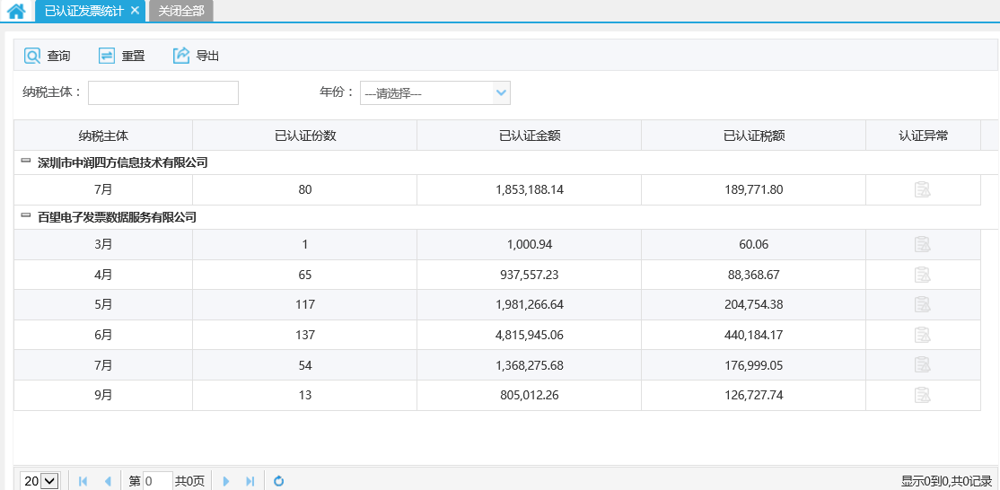 已认证发票统计 × 关闭全部
查询 重置 导出
纳税主体： 年份： ---请选择---
纳税主体 已认证份数 已认证金额 已认证税额 认证异常
深圳市中润四方信息技术有限公司
7月 80 1,853,188.14 189,771.80
百望电子发票数据服务有限公司
3月 1 1,000.94 60.06
4月 65 937,557.23 88,368.67
5月 117 1,981,266.64 204,754.38
6月 137 4,815,945.06 440,184.17
7月 54 1,368,275.68 176,999.05
9月 13 805,012.26 126,727.74
20 第 0 共0页 显示0到0,共0记录